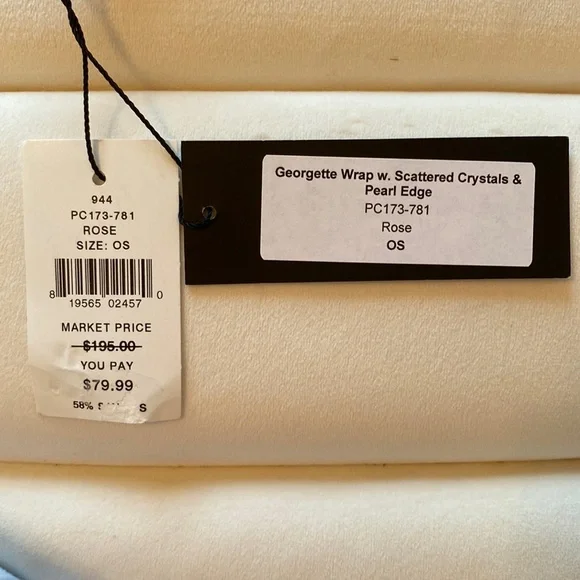 944
PC173-781
ROSE
SIZE: OS
8 19565 02457 0
MARKET PRICE
$195.00
YOU PAY
$79.99
58% S
Georgette Wrap w. Scattered Crystals &
Pearl Edge
PC173-781
Rose
OS